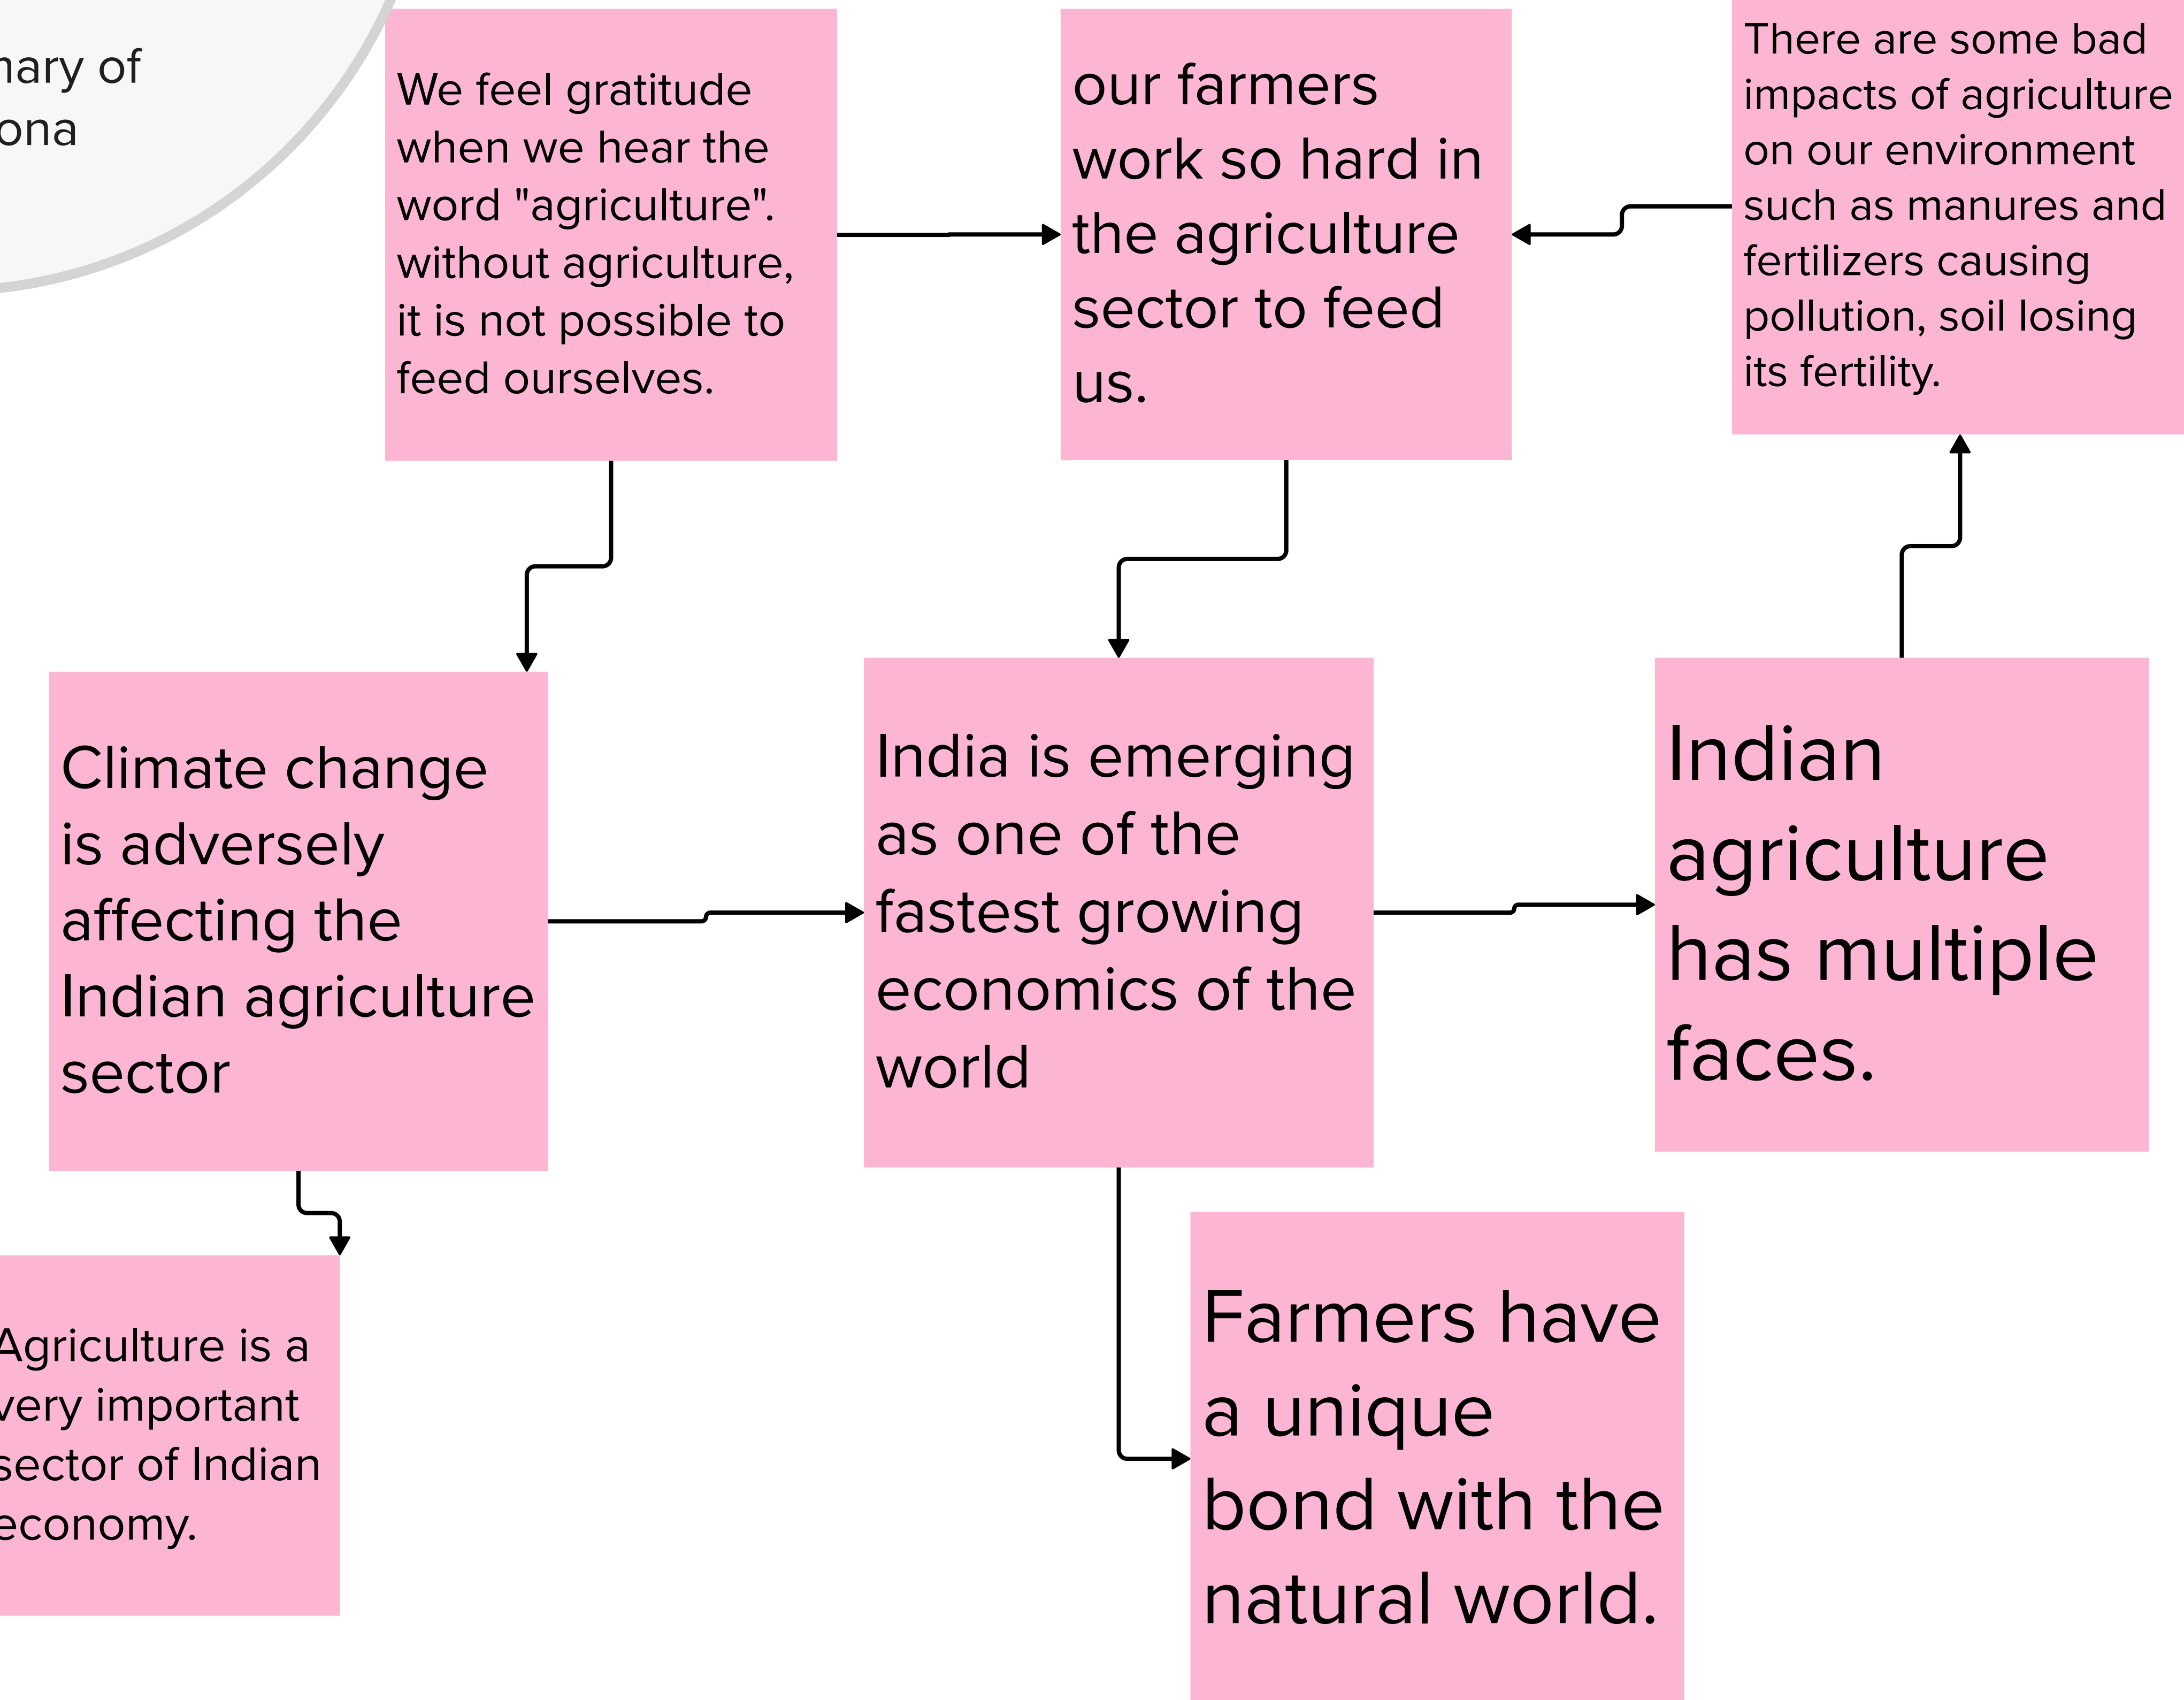 We feel gratitude
when we hear the
word "agriculture".
without agriculture,
it is not possible to
feed ourselves.
our farmers
work so hard in
the agriculture
sector to feed
us.
There are some bad
impacts of agriculture
on our environment
such as manures and
fertilizers causing
pollution, soil losing
its fertility.
of
Climate change
is adversely
affecting the
Indian agriculture
sector
India is emerging
as one of the
fastest growing
economics of the
world
Indian
agriculture
has multiple
faces.
Agriculture is a
very important
sector of Indian
economy.
Farmers have
a unique
bond with the
natural world.